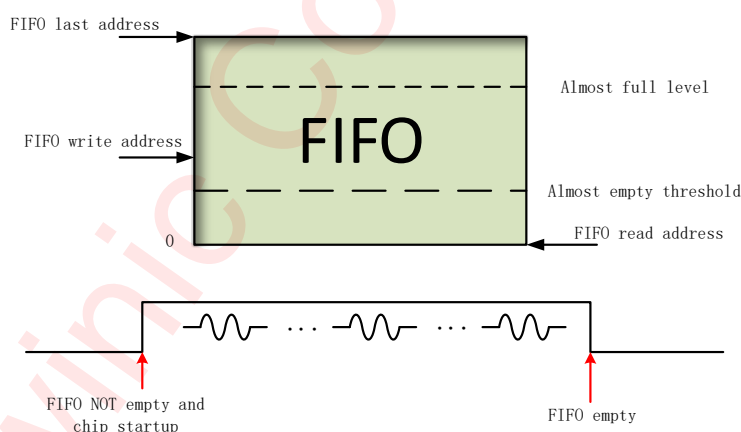 FIFO last address
Almost full level
FIFO write address
FIFO
Almost empty threshold
0
FIFO read address
... ...
FIFO NOT empty and
chip startup
FIFO empty